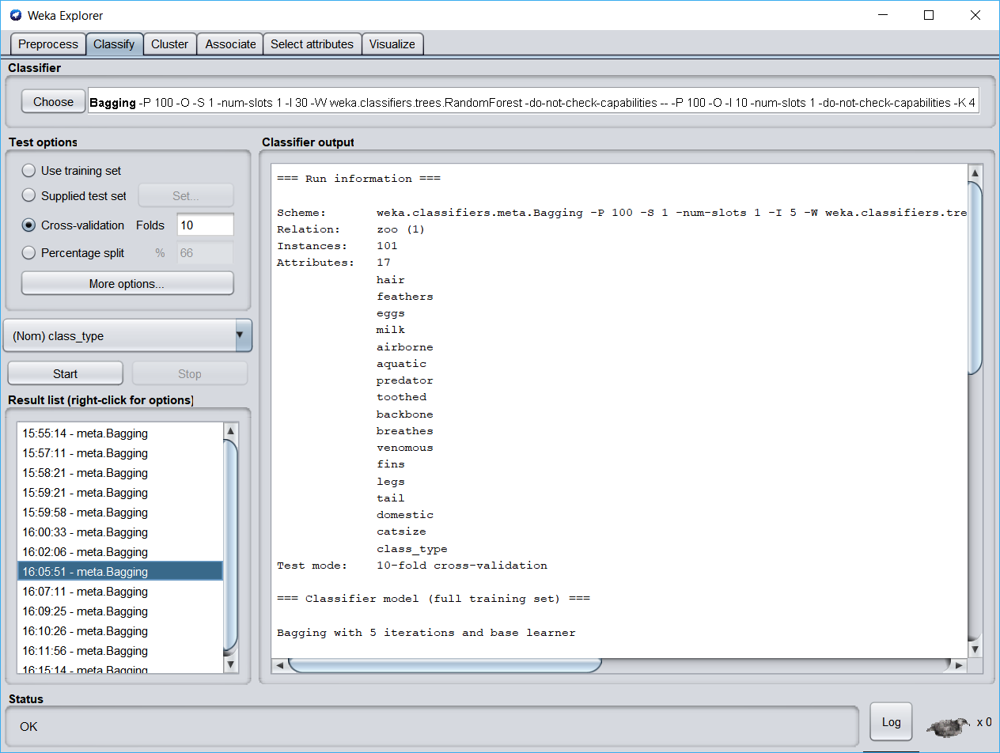 Weka Explorer
Preprocess Classify Cluster Associate Select attributes Visualize
Classifier
Choose Bagging -P 100 -O -S 1 -num-slots 1 -I 30 -W weka.classifiers.trees.RandomForest -do-not-check-capabilities -- -P 100 -O -I 10 -num-slots 1 -do-not-check-capabilities -K 4
Test options
Use training set
Supplied test set Set...
Cross-validation Folds 10
Percentage split % 66
More options...
(Nom) class_type
Start Stop
Result list (right-click for options)
15:55:14 - meta.Bagging
15:57:11 - meta.Bagging
15:58:21 - meta.Bagging
15:59:21 - meta.Bagging
15:59:58 - meta.Bagging
16:00:33 - meta.Bagging
16:02:06 - meta.Bagging
16:05:51 - meta.Bagging
16:07:11 - meta.Bagging
16:09:25 - meta.Bagging
16:10:26 - meta.Bagging
16:11:56 - meta.Bagging
16:15:14 - meta.Bagging
Classifier output
=== Run information ===
Scheme: weka.classifiers.meta.Bagging -P 100 -S 1 -num-slots 1 -I 5 -W weka.classifiers.tre
Relation: zoo (1)
Instances: 101
Attributes: 17
hair
feathers
eggs
milk
airborne
aquatic
predator
toothed
backbone
breathes
venomous
fins
legs
tail
domestic
catsize
class_type
Test mode: 10-fold cross-validation
=== Classifier model (full training set) ===
Bagging with 5 iterations and base learner
Status
OK
Log x 0